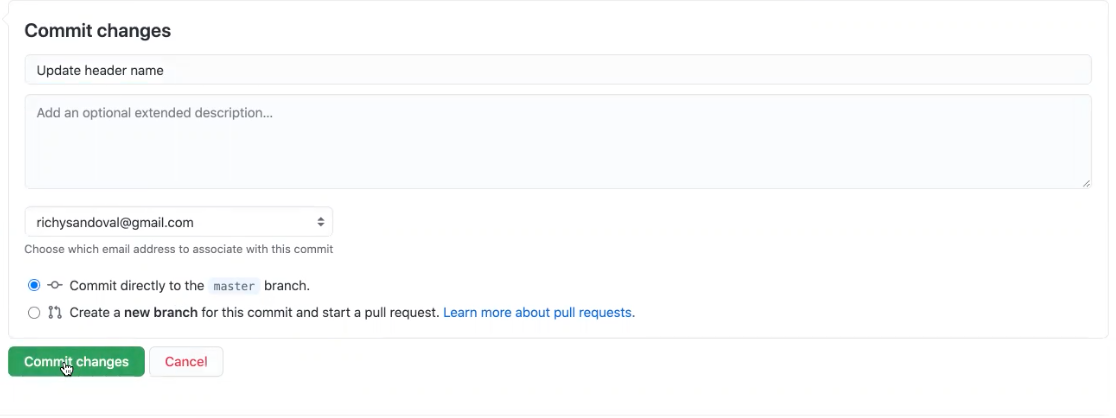 Commit changes
Update header name
Add an optional extended description...
richysandoval@gmail.com
Choose which email address to associate with this commit
Commit directly to the master branch.
Create a new branch for this commit and start a pull request. Learn more about pull requests.
Commit changes Cancel